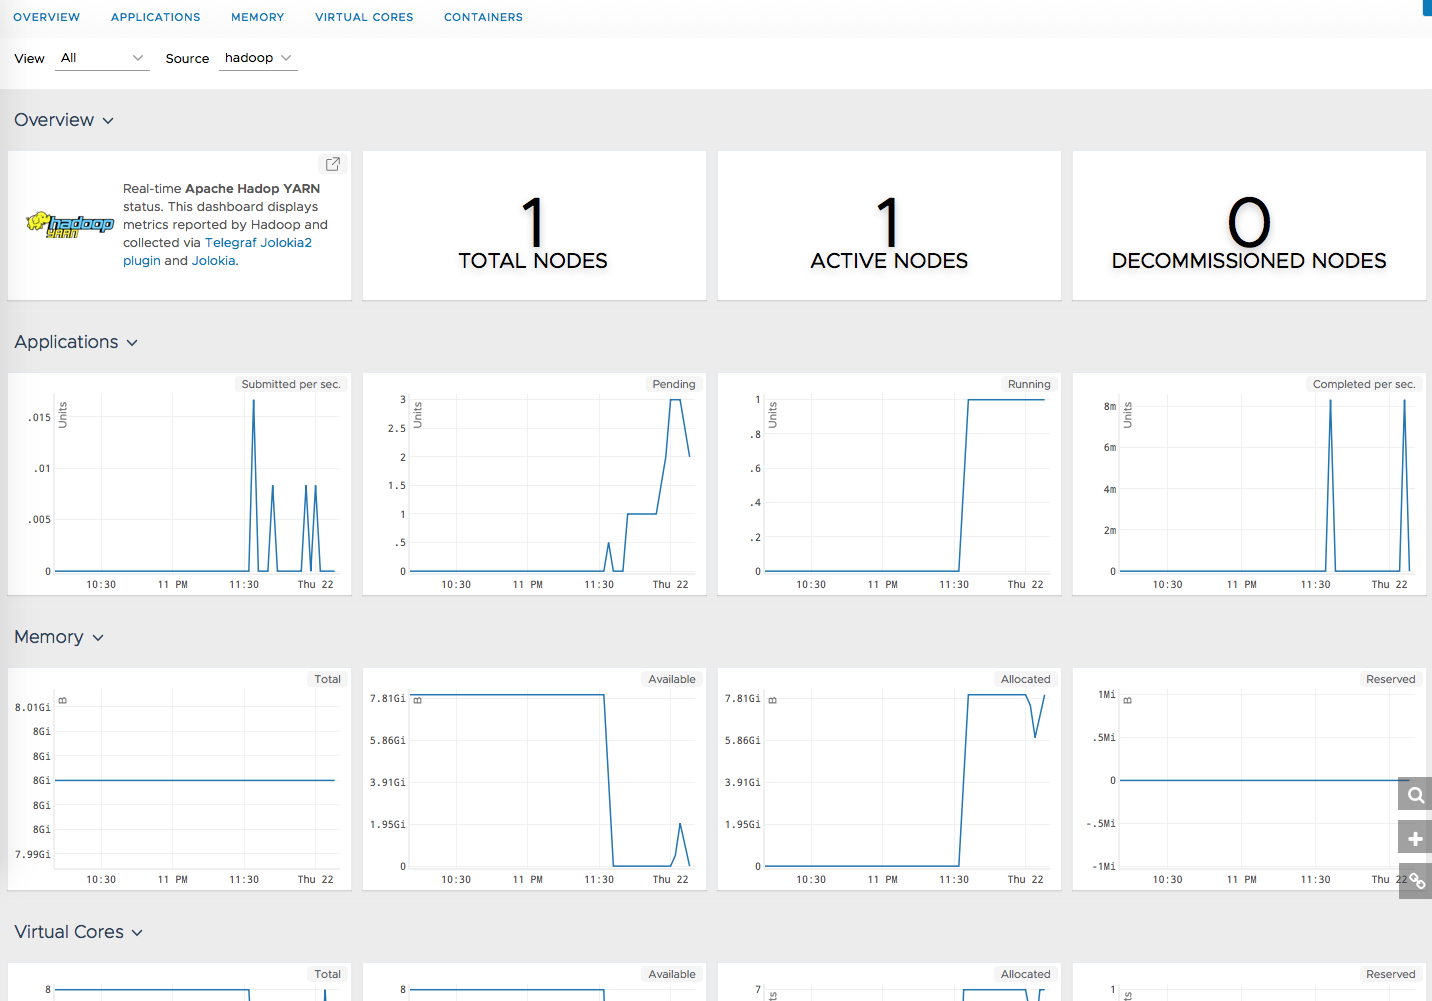 OVERVIEW APPLICATIONS MEMORY VIRTUAL CORES CONTAINERS
View All Source hadoop
Overview
hadoop
YARN
Real-time Apache Hadop YARN
status. This dashboard displays
metrics reported by Hadoop and
collected via Telegraf Jolokia2
plugin and Jolokia.
1
TOTAL NODES
1
ACTIVE NODES
0
DECOMMISSIONED NODES
Applications
Submitted per sec.
Units
.015
.01
.005
0
10:30 11 PM 11:30 Thu 22
Pending
Units
3
2.5
2
1.5
1
.5
0
10:30 11 PM 11:30 Thu 22
Running
Units
1
.8
.6
.4
.2
0
10:30 11 PM 11:30 Thu 22
Completed per sec.
Units
8m
6m
4m
2m
0
10:30 11 PM 11:30 Thu 22
Memory
Total
B
8.01Gi
8Gi
8Gi
8Gi
8Gi
8Gi
7.99Gi
10:30 11 PM 11:30 Thu 22
Available
B
7.81Gi
5.86Gi
3.91Gi
1.95Gi
0
10:30 11 PM 11:30 Thu 22
Allocated
B
7.81Gi
5.86Gi
3.91Gi
1.95Gi
0
10:30 11 PM 11:30 Thu 22
Reserved
B
1Mi
.5Mi
0
-.5Mi
-1Mi
10:30 11 PM 11:30 Thu 22
Virtual Cores
Total
8
Available
8
Allocated
7
Reserved
1